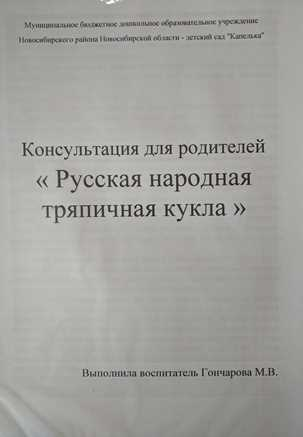 Муниципальное бюджетное дошкольное образовательное учреждение
Новосибирского района Новосибирской области - детский сад "Капелька"
Консультация для родителей
« Русская народная
тряпичная кукла »
Выполнила воспитатель Гончарова М.В.